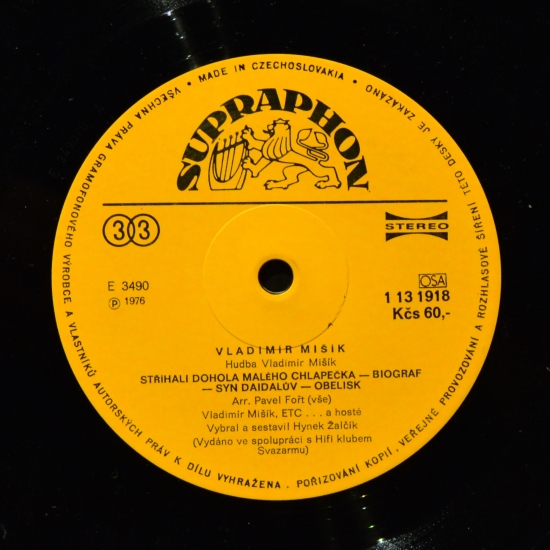 VŠECHNA PRÁVA GRAMOFONOVÉHO VÝROBCE A VLASTNÍKŮ AUTORSKÝCH PRÁV K DÍLU VYHRAŽENA. POŘIZOVÁNÍ KOPIÍ, VEŘEJNÉ PROVOZOVÁNÍ A ROZHLASOVÉ ŠÍŘENÍ TÉTO DESKY JE ZAKÁZÁNO
• MADE IN CZECHOSLOVAKIA •
SUPRAPHON
33
STEREO
E 3490
Ⓟ 1976
OSA
1 13 1918
Kčs 60,-
VLADIMÍR MIŠÍK
Hudba Vladimír Mišík
STŘÍHALI DOHOLA MALÉHO CHLAPEČKA — BIOGRAF
— SYN DAIDALŮV — OBELISK
Arr. Pavel Fořt (vše)
Vladimír Mišík, ETC . . . a hosté
Vybral a sestavil Hynek Žalčík
(Vydáno ve spolupráci s Hifi klubem
Svazarmu)